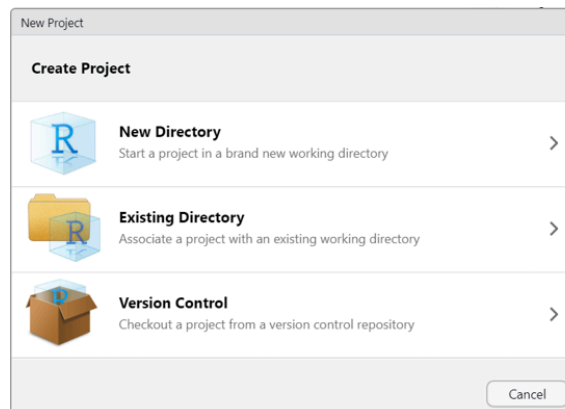 New Project
Create Project
New Directory
Start a project in a brand new working directory
Existing Directory
Associate a project with an existing working directory
Version Control
Checkout a project from a version control repository
Cancel